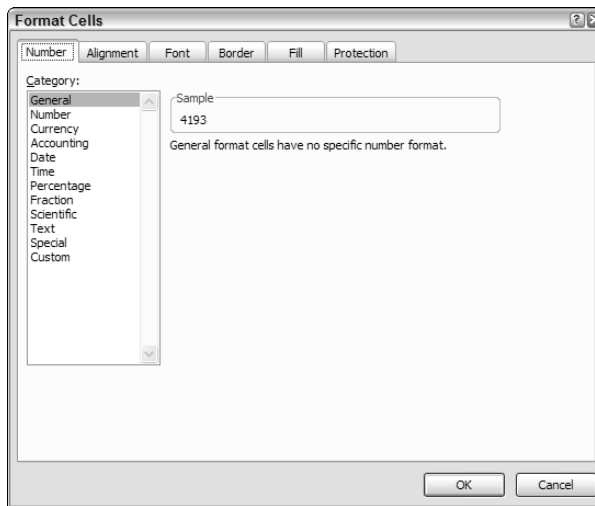 Format Cells
Number Alignment Font Border Fill Protection
Category:
General
Number
Currency
Accounting
Date
Time
Percentage
Fraction
Scientific
Text
Special
Custom
Sample
4193
General format cells have no specific number format.
OK Cancel